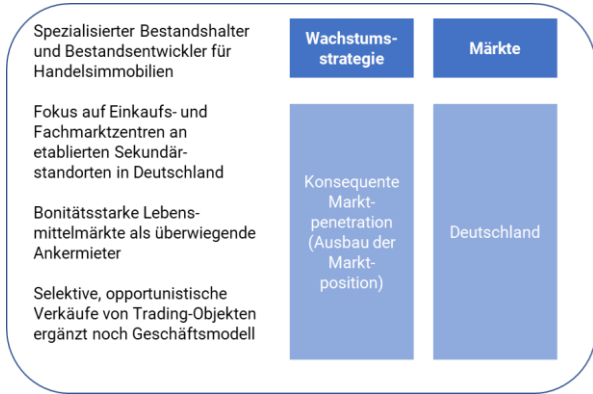 Spezialisierter Bestandshalter
und Bestandsentwickler für
Handelsimmobilien
Fokus auf Einkaufs- und
Fachmarktzentren an
etablierten Sekundär-
standorten in Deutschland
Bonitätsstarke Lebens-
mittelmärkte als überwiegende
Ankermieter
Selektive, opportunistische
Verkäufe von Trading-Objekten
ergänzt noch Geschäftsmodell
Wachstums-
strategie
Konsequente
Markt-
penetration
(Ausbau der
Markt-
position)
Märkte
Deutschland